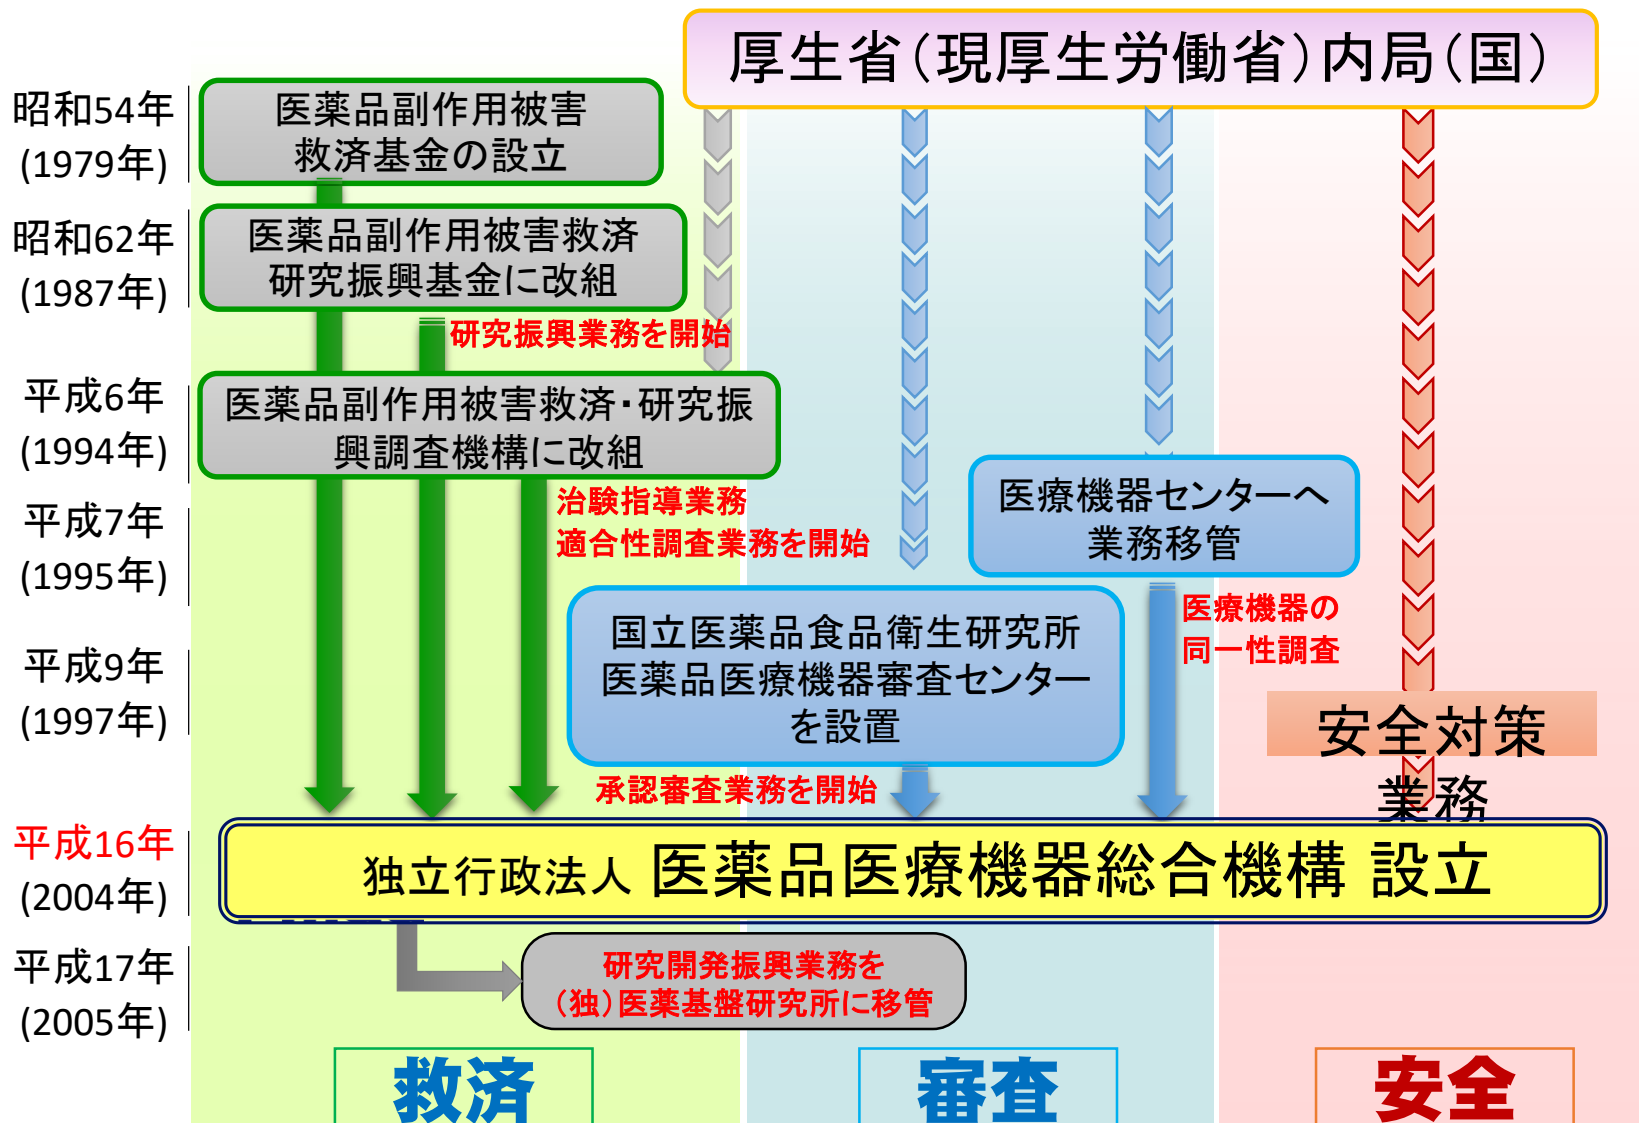 厚生省（現厚生労働省）内局（国）
昭和54年
(1979年)
医薬品副作用被害
救済基金の設立
昭和62年
(1987年)
医薬品副作用被害救済
研究振興基金に改組
研究振興業務を開始
平成6年
(1994年)
医薬品副作用被害救済・研究振
興調査機構に改組
治験指導業務
適合性調査業務を開始
平成7年
(1995年)
医療機器センターへ
業務移管
医療機器の
同一性調査
平成9年
(1997年)
国立医薬品食品衛生研究所
医薬品医療機器審査センター
を設置
承認審査業務を開始
安全対策
業務
平成16年
(2004年)
独立行政法人 医薬品医療機器総合機構 設立
平成17年
(2005年)
研究開発振興業務を
（独）医薬基盤研究所に移管
救済
審査
安全